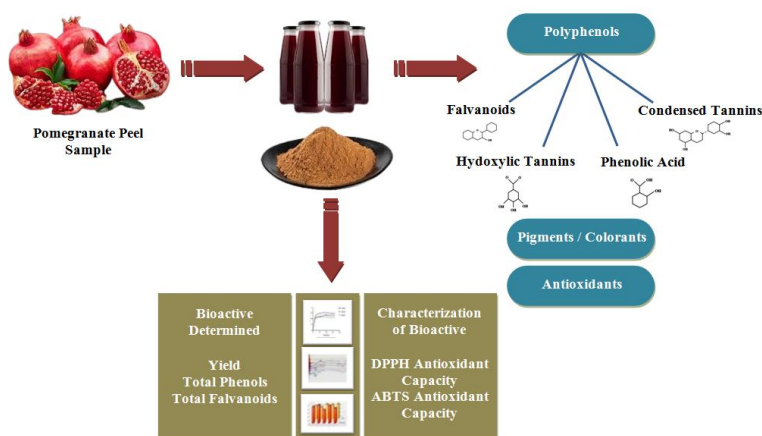 Polyphenols
Pomegranate Peel
Sample
Falvanoids
Condensed Tannins
Hydoxylic Tannins
Phenolic Acid
Pigments / Colorants
Antioxidants
Bioactive
Determined
Yield
Total Phenols
Total Falvanoids
Characterization
of Bioactive
DPPH Antioxidant
Capacity
ABTS Antioxidant
Capacity